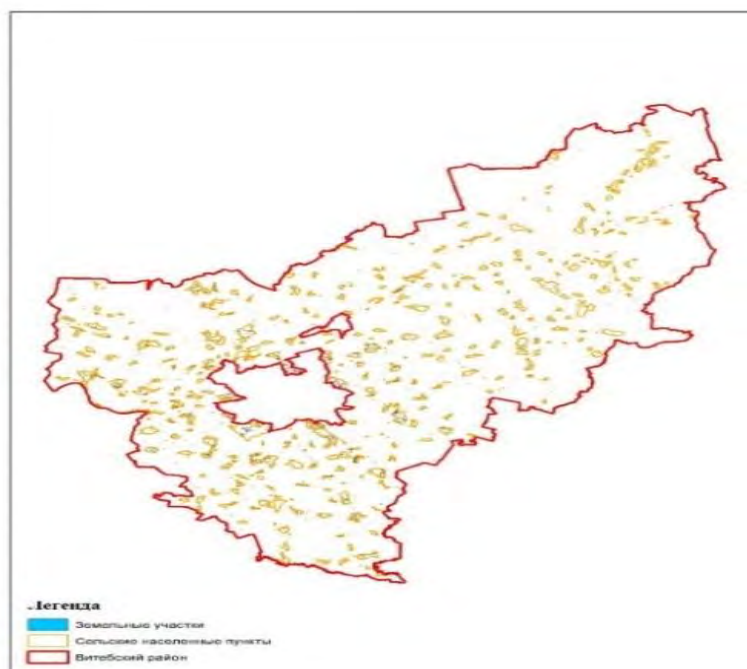 Легенда
Земельные участки
Сельские населенные пункты
Витебский район